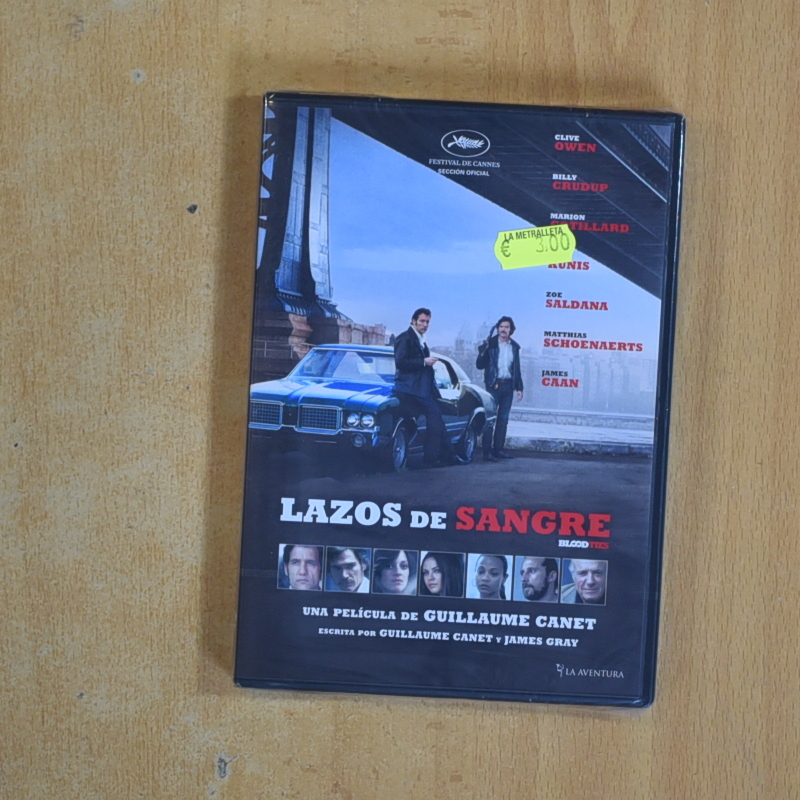 FESTIVAL DE CANNES
SECCIÓN OFICIAL
CLIVE
OWEN
BILLY
CRUDUP
MARION
COTILLARD
LA METRALLETA
€ 3.00
KUNIS
ZOE
SALDANA
MATTHIAS
SCHOENAERTS
JAMES
CAAN
LAZOS DE SANGRE
BLOOD TIES
UNA PELÍCULA DE GUILLAUME CANET
ESCRITA POR GUILLAUME CANET Y JAMES GRAY
LA AVENTURA